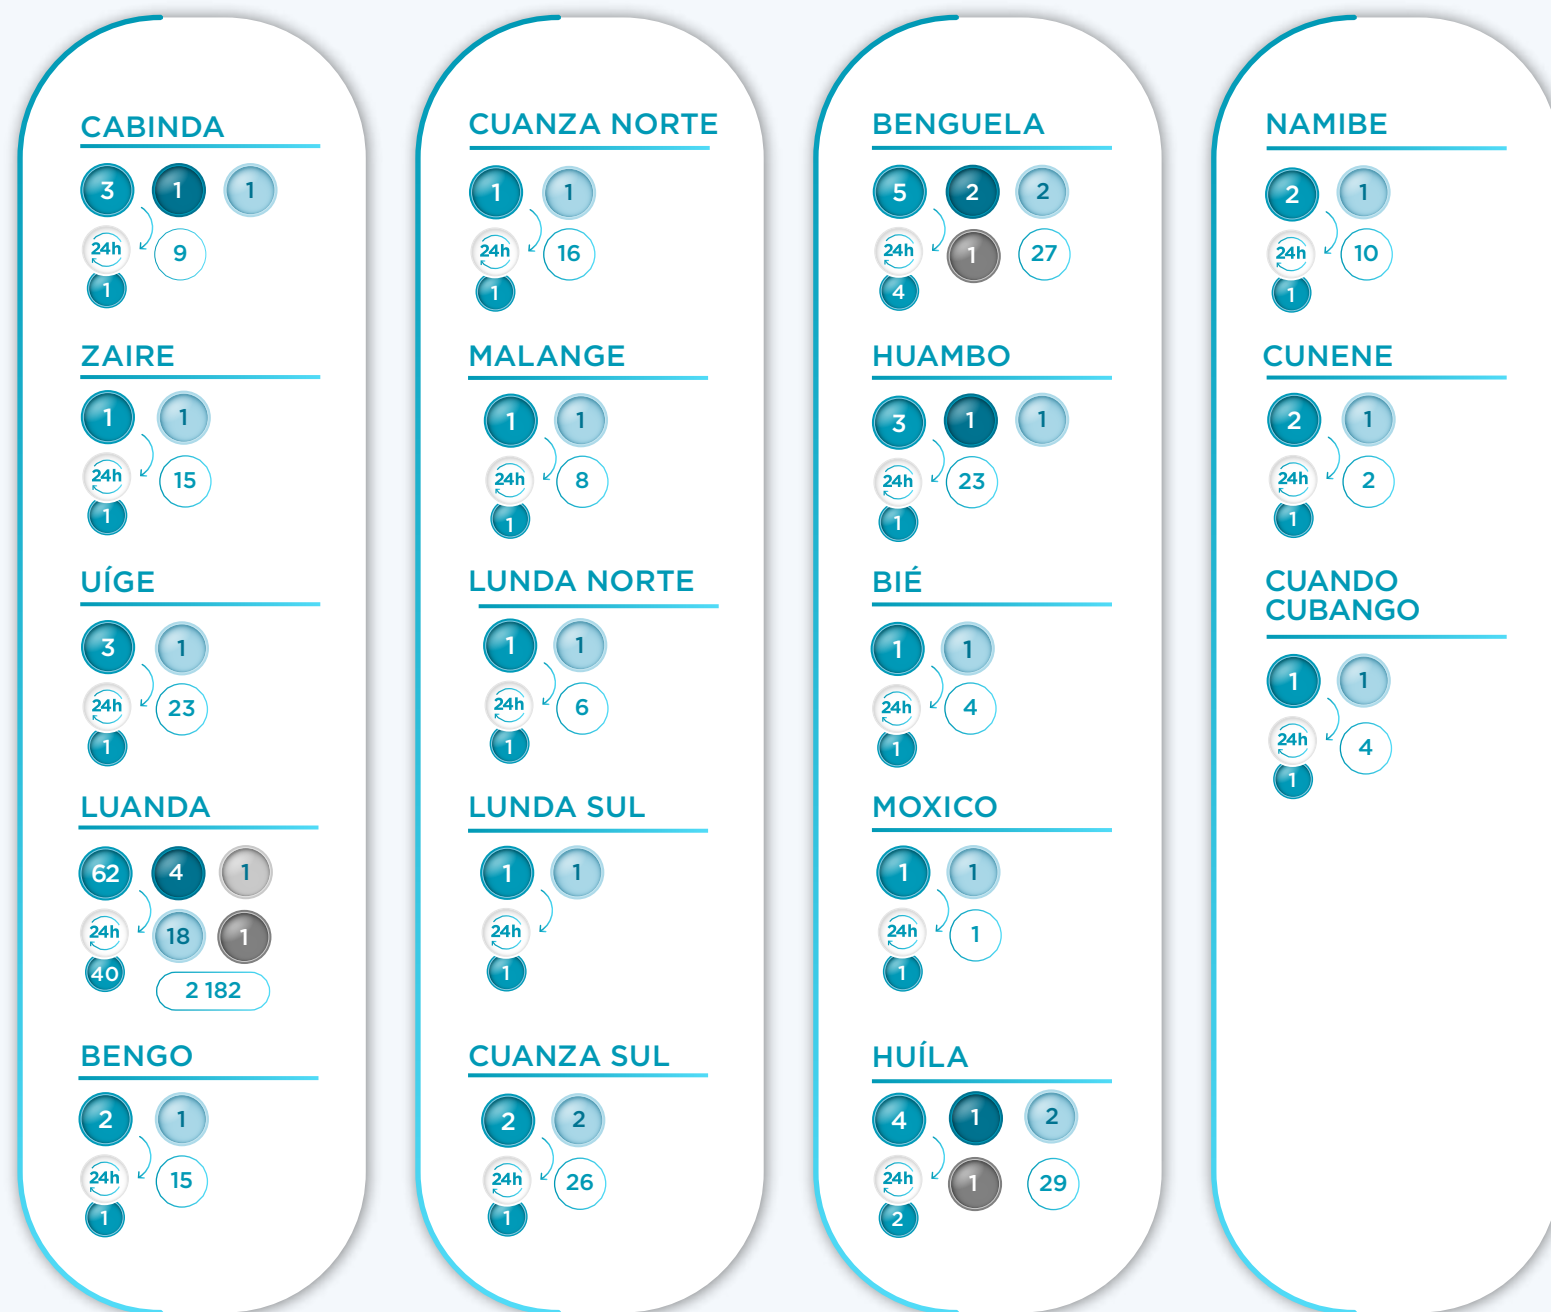 CABINDA
3 1 1
24h 9
1
ZAIRE
1 1
24h 15
1
UÍGE
3 1
24h 23
1
LUANDA
62 4 1
24h 18 1
40 2 182
BENGO
2 1
24h 15
1
CUANZA NORTE
1 1
24h 16
1
MALANGE
1 1
24h 8
1
LUNDA NORTE
1 1
24h 6
1
LUNDA SUL
1 1
24h
1
CUANZA SUL
2 2
24h 26
1
BENGUELA
5 2 2
24h 1 27
4
HUAMBO
3 1 1
24h 23
1
BIÉ
1 1
24h 4
1
MOXICO
1 1
24h 1
1
HUÍLA
4 1 2
24h 1 29
2
NAMIBE
2 1
24h 10
1
CUNENE
2 1
24h 2
1
CUANDO
CUBANGO
1 1
24h 4
1